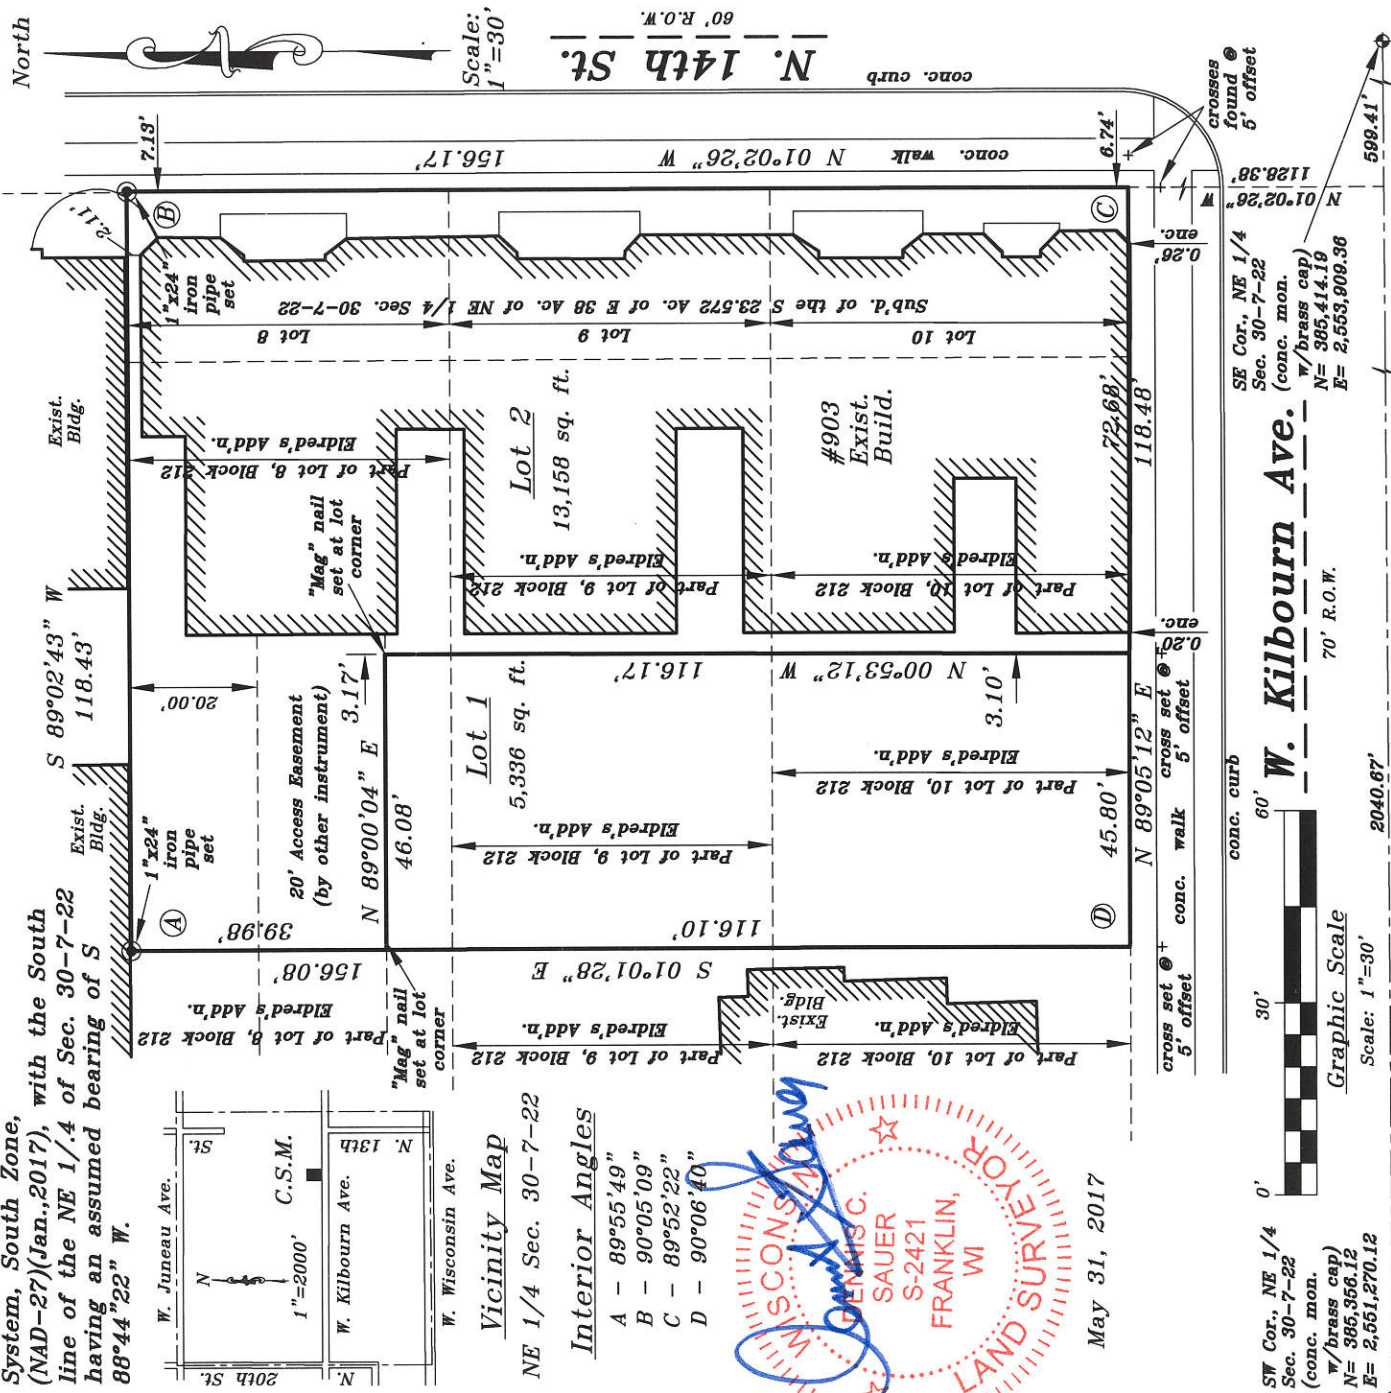 System, South Zone,
(NAD-27)(Jan.,2017), with the South
line of the NE 1/.4 of Sec. 30-7-22
having an assumed bearing of S
88°44"22" W.
North
Scale:
1"=30'
N. 14th St.
60' R.O.W.
conc. curb
conc. walk
N 01°02'26" W
156.17'
7.13'
6.74'
crosses
found @
5' offset
N 01°02'26" W
1128.38'
599.41'
2.11'
B
C
1"x24"
iron
pipe
set
0.26'
enc.
Sub'd. of the S 23.572 Ac. of E 38 Ac. of NE 1/4 Sec. 30-7-22
Lot 8
Lot 9
Lot 10
SE Cor., NE 1/4
Sec. 30-7-22
(conc. mon.
w/brass cap)
N= 385,414.19
E= 2,553,909.36
Exist.
Bldg.
Part of Lot 8, Block 212
Eldred's Add'n.
Lot 2
13,158 sq. ft.
#903
Exist.
Build.
72.68'
118.48'
"Mag" nail
set at lot
corner
Part of Lot 9, Block 212
Eldred's Add'n.
Part of Lot 10, Block 212
Eldred's Add'n.
S 89°02'43" W
118.43'
20.00'
20' Access Easement
(by other instrument)
3.17'
N 89°00'04" E
46.08'
N 00°53'12" W
116.17'
3.10'
0.20'
enc.
Lot 1
5,336 sq. ft.
Part of Lot 9, Block 212
Eldred's Add'n.
Part of Lot 10, Block 212
Eldred's Add'n.
45.80'
N 89°05'12" E
cross set @
5' offset
conc. walk
conc. curb
W. Kilbourn Ave.
70' R.O.W.
Exist.
Bldg.
1"x24"
iron
pipe
set
A
D
39.98'
116.10'
156.08'
S 01°01'28" E
Part of Lot 8, Block 212
Eldred's Add'n.
"Mag" nail
set at lot
corner
Part of Lot 9, Block 212
Eldred's Add'n.
Exist.
Bldg.
Part of Lot 10, Block 212
Eldred's Add'n.
cross set @
5' offset
2040.67'
0'
30'
60'
Graphic Scale
Scale: 1"=30'
W. Juneau Ave.
N
1"=2000'
C.S.M.
W. Kilbourn Ave.
W. Wisconsin Ave.
N. 20th St.
N. 13th St.
Vicinity Map
NE 1/4 Sec. 30-7-22
Interior Angles
A - 89°55'49"
B - 90°05'09"
C - 89°52'22"
D - 90°06'40"
WISCONSIN
DENNIS C.
SAUER
S-2421
FRANKLIN,
WI
LAND SURVEYOR
May 31, 2017
SW Cor., NE 1/4
Sec. 30-7-22
(conc. mon.
w/brass cap)
N= 385,356.12
E= 2,551,270.12